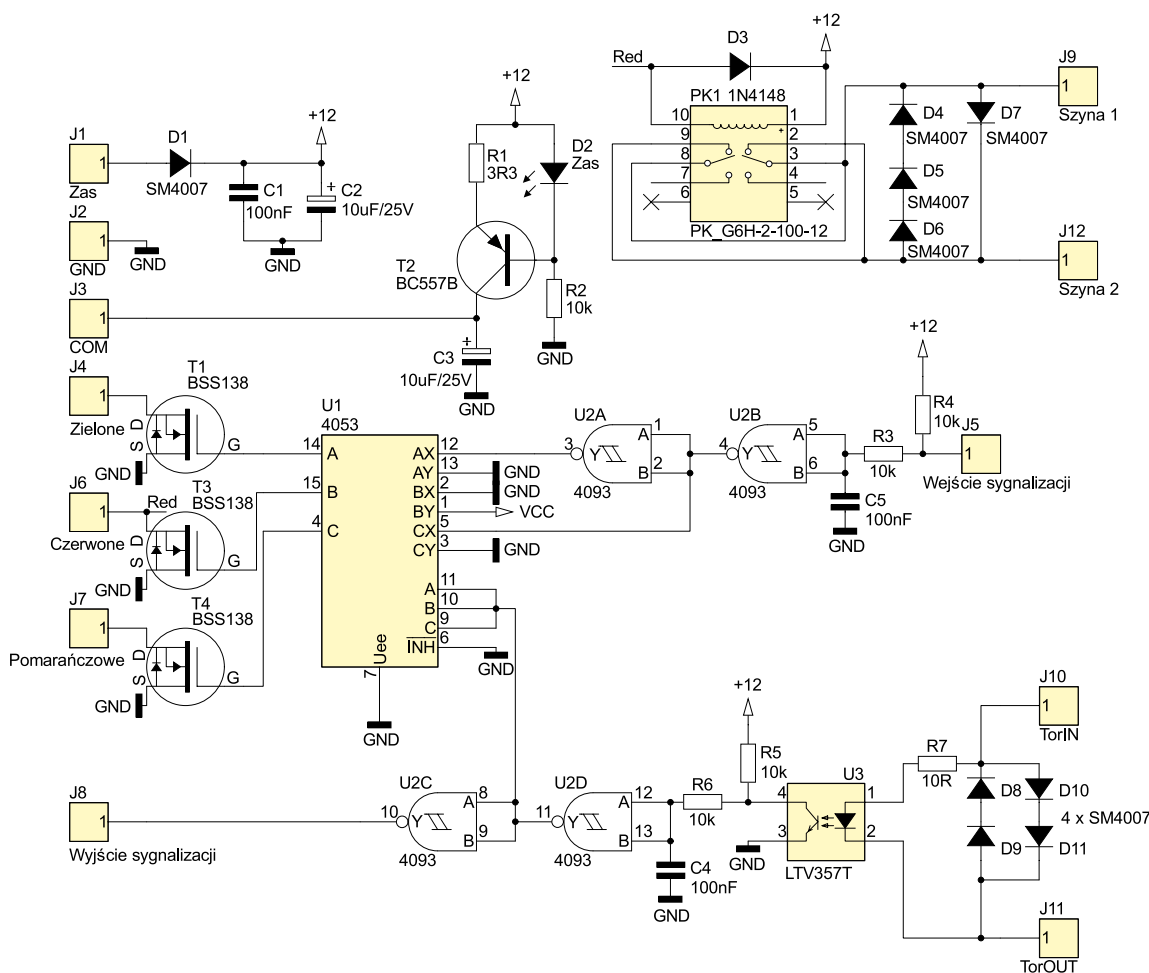 +12
D3
Red
PK1 1N4148
10
1
9
2
+
8
3
7
4
6
5
PK_G6H-2-100-12
J9
1
Szyna 1
D4
SM4007
D7
SM4007
D5
SM4007
D6
SM4007
J12
1
Szyna 2
J1
1
Zas
D1
SM4007
+12
C1
100nF
+
C2
10uF/25V
GND
J2
1
GND
GND
+12
R1
3R3
D2
Zas
T2
BC557B
R2
10k
GND
J3
1
COM
+
C3
10uF/25V
GND
J4
1
Zielone
T1
BSS138
S D
G
GND
J6
1
Czerwone
Red
T3
BSS138
S D
G
GND
J7
1
Pomarańczowe
T4
BSS138
S D
G
GND
U1
4053
14
A
15
B
4
C
AX
12
AY
13
GND
BX
2
GND
BY
1
VCC
CX
5
CY
3
GND
A
11
B
10
C
9
INH
6
GND
Uee
7
GND
U2A
3
Y
A
1
B
2
4093
U2B
4
Y
A
5
B
6
4093
R3
10k
C5
100nF
+12
R4
10k
J5
1
Wejście sygnalizacji
GND
J8
1
Wyjście sygnalizacji
U2C
10
Y
A
8
B
9
4093
U2D
11
Y
A
12
B
13
4093
R6
10k
C4
100nF
GND
+12
R5
10k
U3
4
1
3
2
GND
LTV357T
R7
10R
J10
1
TorIN
D8
D10
4 x SM4007
D9
D11
J11
1
TorOUT